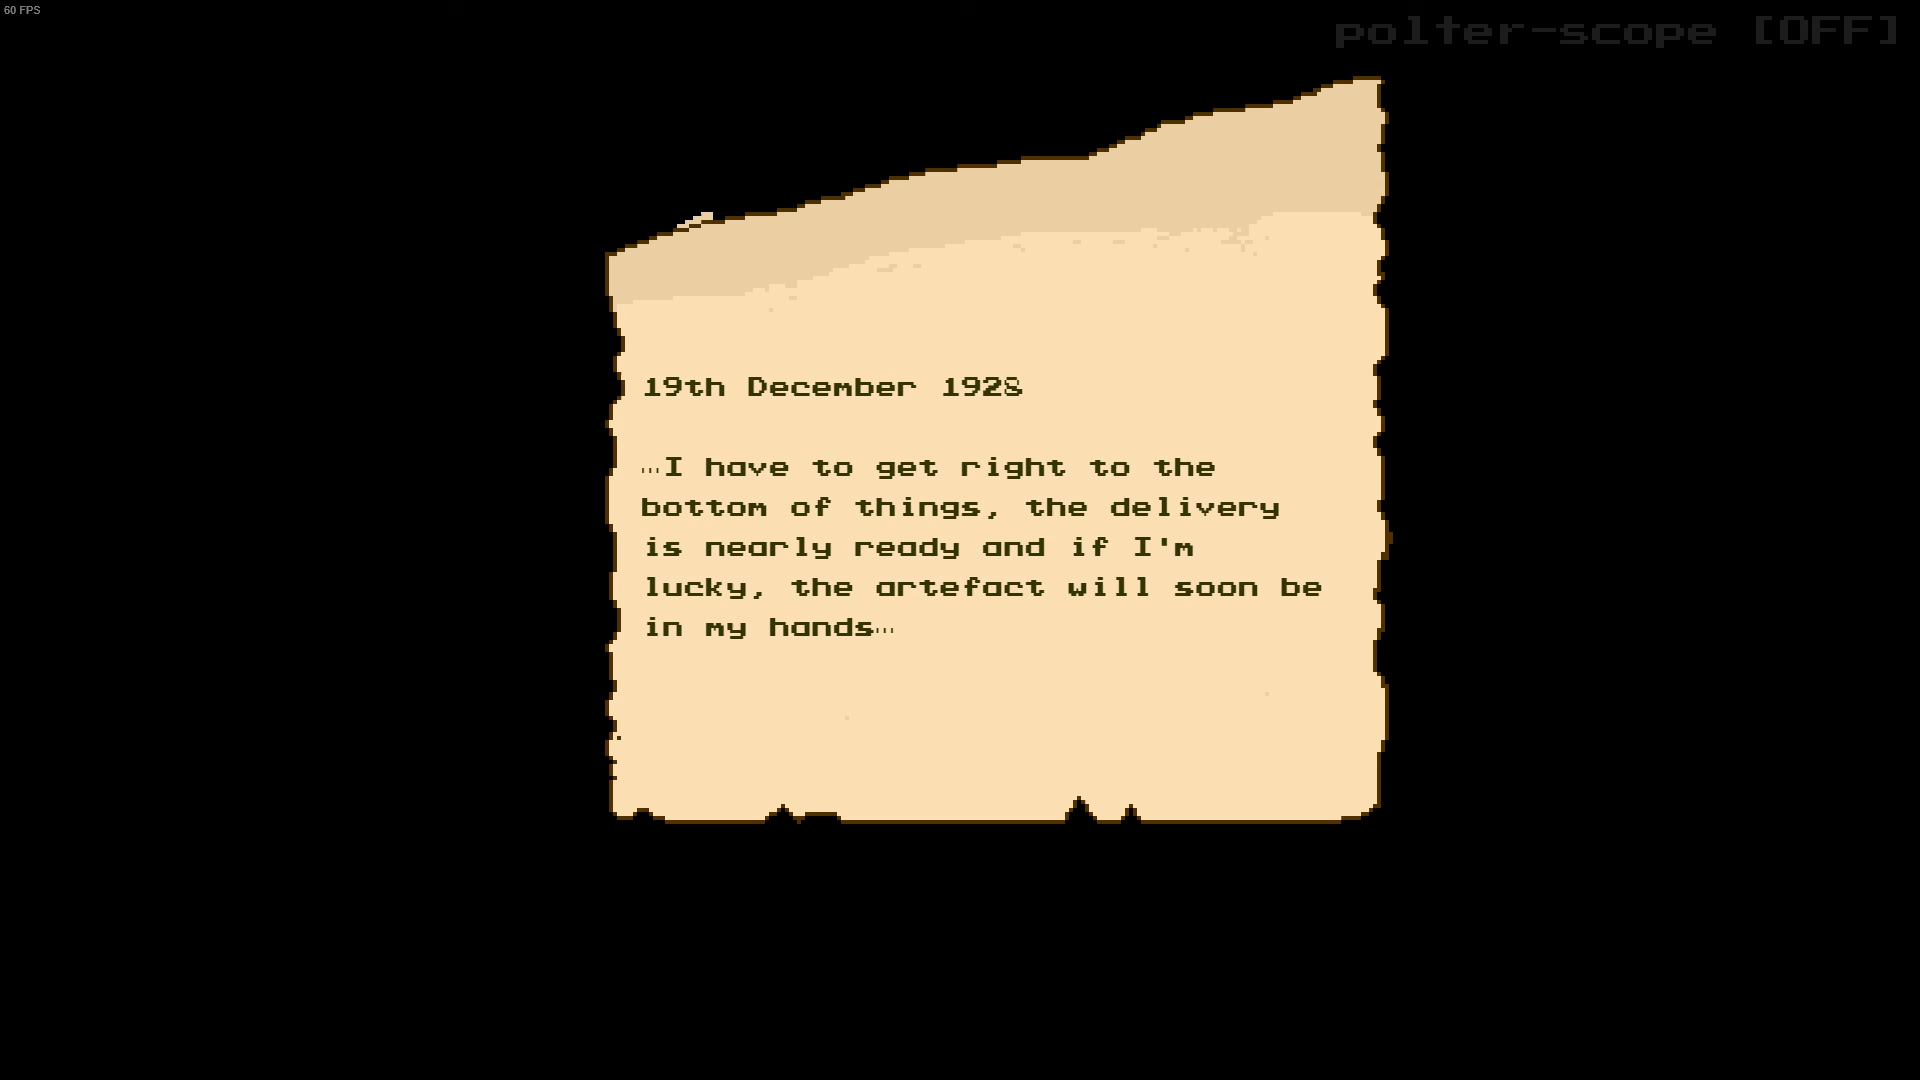 60 FPS
polter-scope [OFF]
19th December 1928
...I have to get right to the
bottom of things, the delivery
is nearly ready and if I'm
lucky, the artefact will soon be
in my hands...